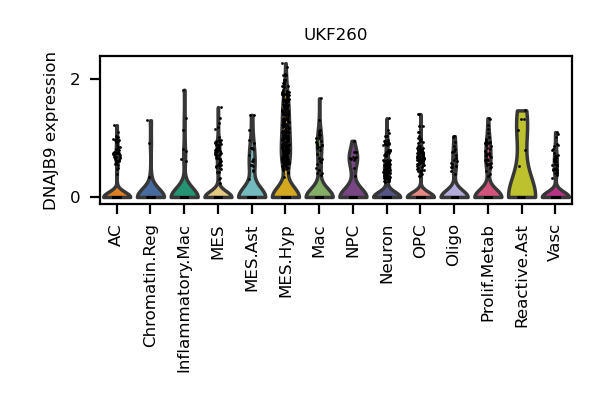 UKF260
DNAJB9 expression
2
0
AC
Chromatin.Reg
Inflammatory.Mac
MES
MES.Ast
MES.Hyp
Mac
NPC
Neuron
OPC
Oligo
Prolif.Metab
Reactive.Ast
Vasc